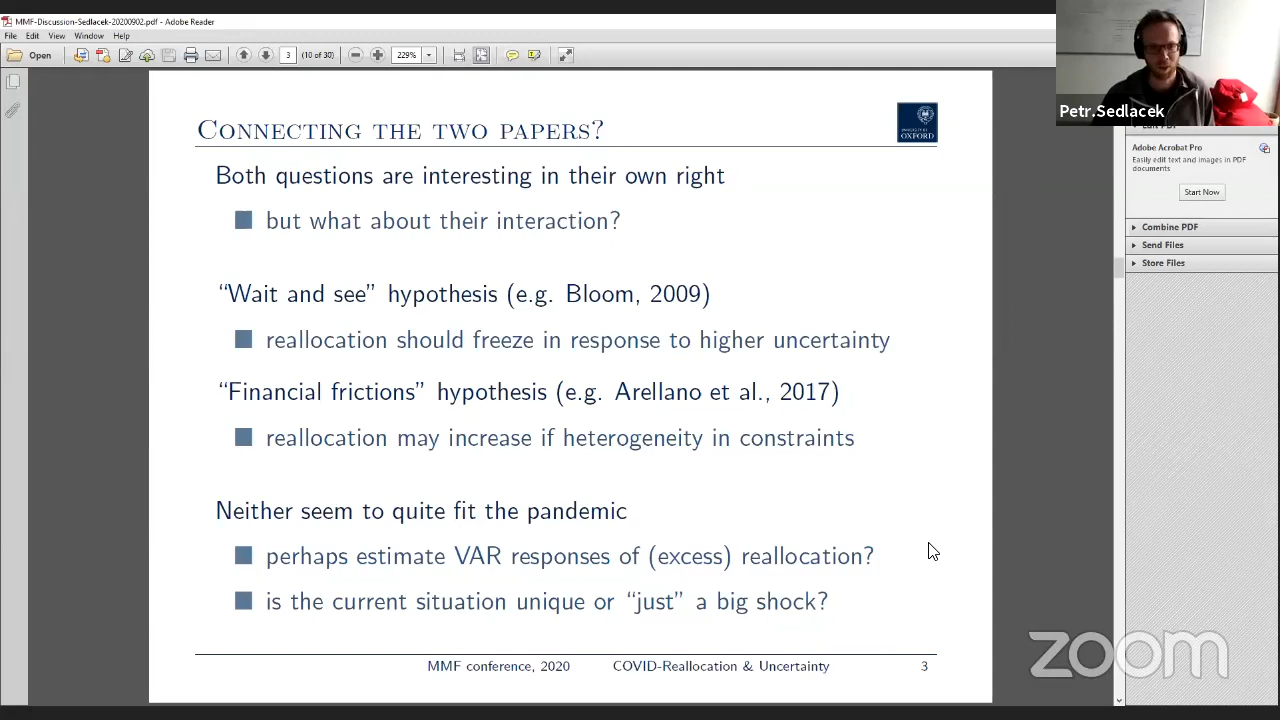 MMF-Discussion-Sedlacek-20200902.pdf - Adobe Reader
File Edit View Window Help
Open
3 (10 of 30)
229%
Petr.Sedlacek
Adobe Acrobat Pro
Easily edit text and images in PDF
documents
Start Now
Combine PDF
Send Files
Store Files
CONNECTING THE TWO PAPERS?
UNIVERSITY OF
OXFORD
Both questions are interesting in their own right
but what about their interaction?
“Wait and see” hypothesis (e.g. Bloom, 2009)
reallocation should freeze in response to higher uncertainty
“Financial frictions” hypothesis (e.g. Arellano et al., 2017)
reallocation may increase if heterogeneity in constraints
Neither seem to quite fit the pandemic
perhaps estimate VAR responses of (excess) reallocation?
is the current situation unique or “just” a big shock?
MMF conference, 2020 COVID-Reallocation & Uncertainty 3
zoom